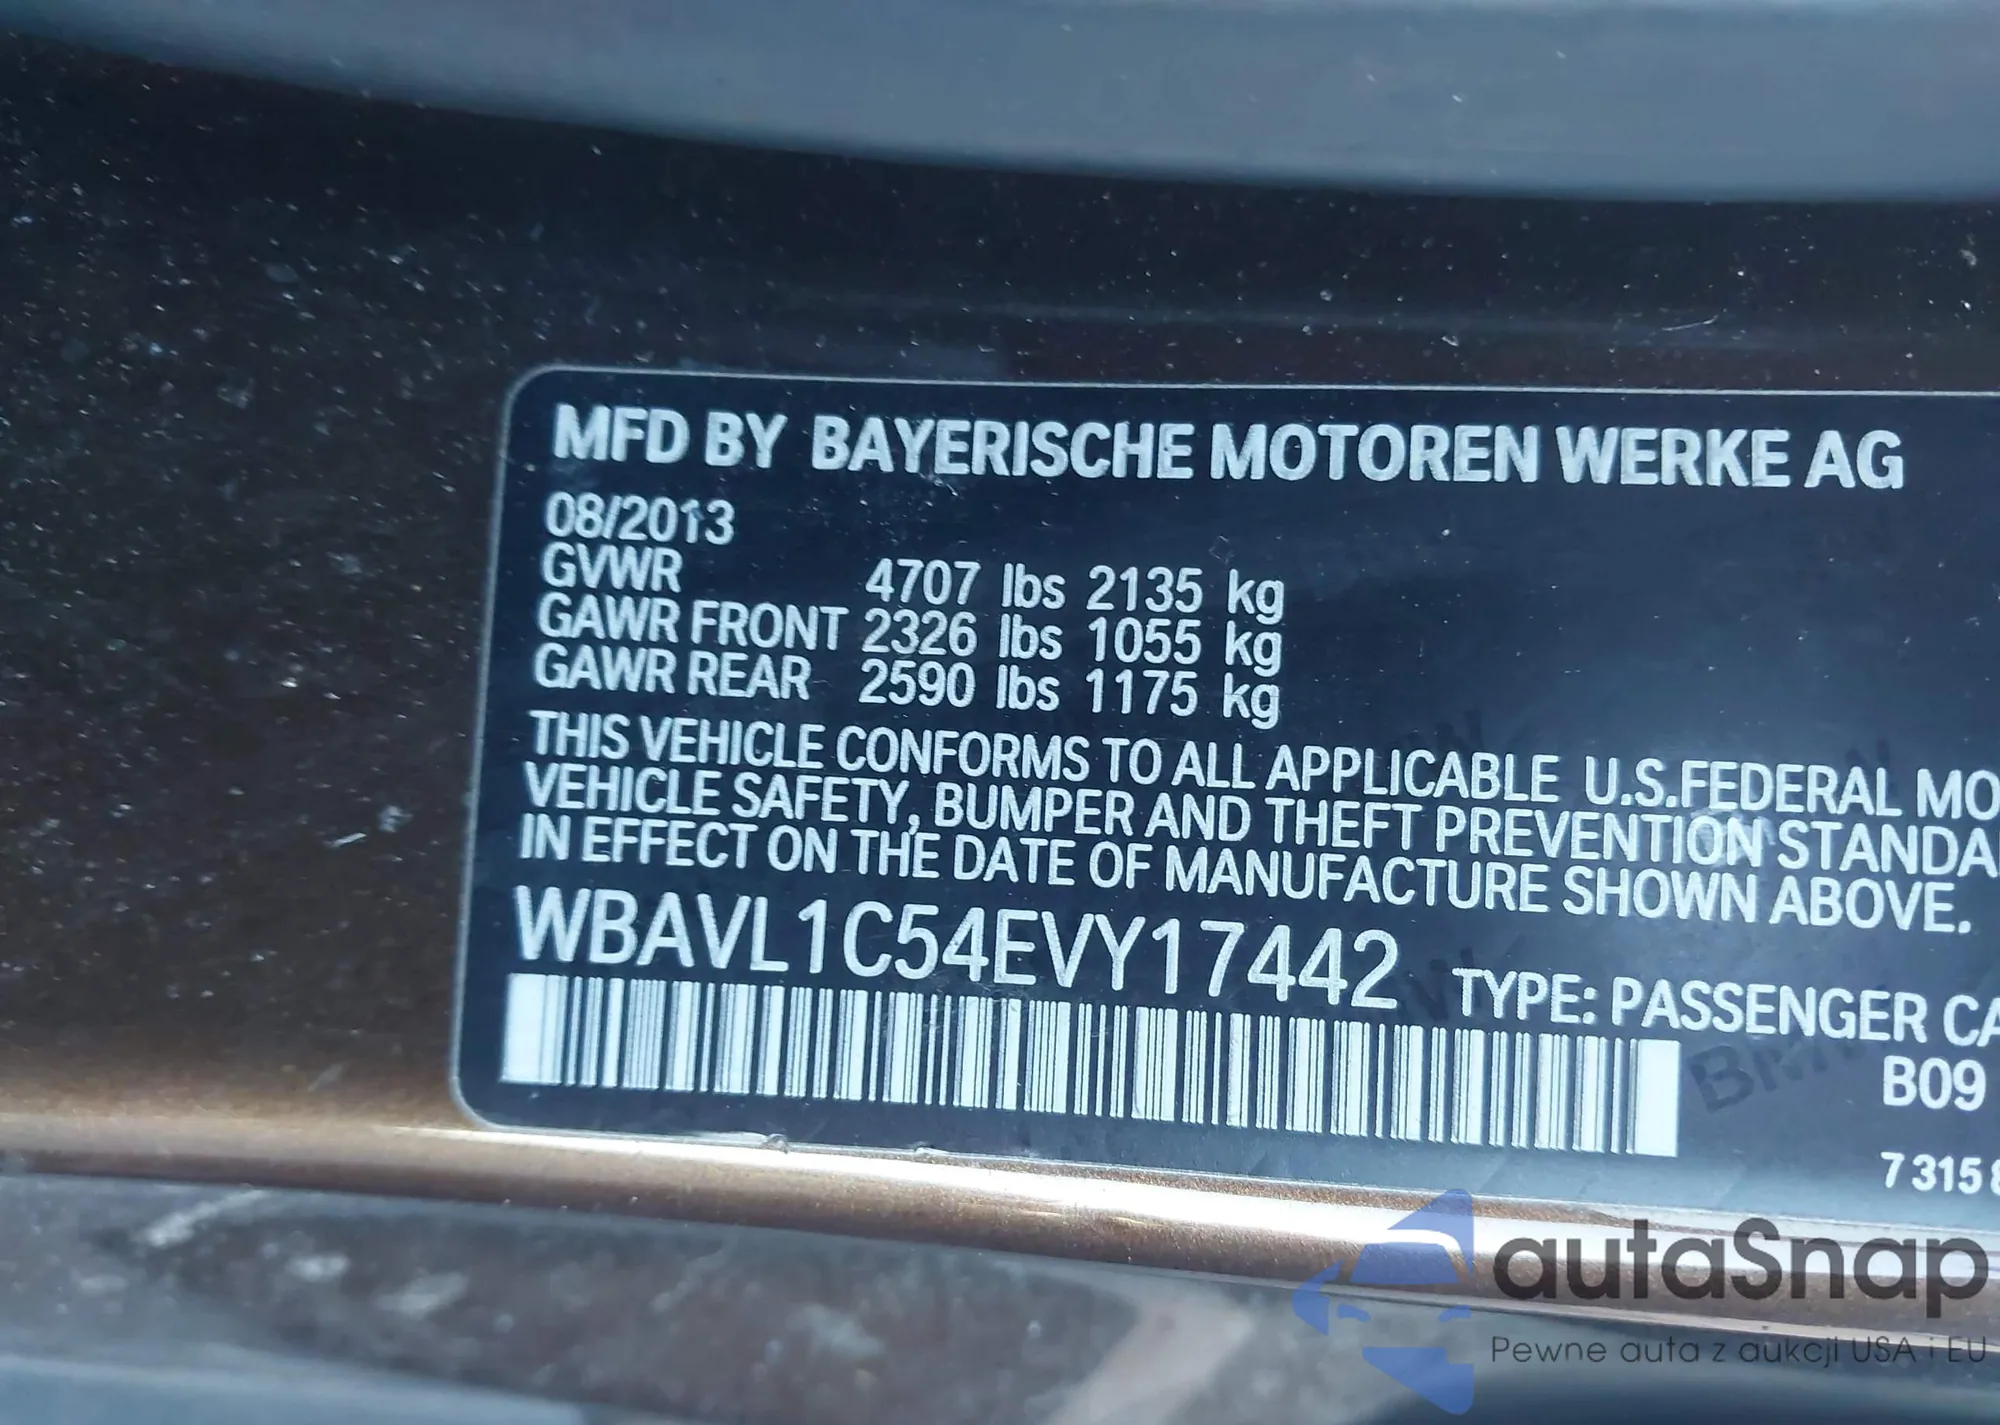 MFD BY BAYERISCHE MOTOREN WERKE AG
08/2013
GVWR 4707 lbs 2135 kg
GAWR FRONT 2326 lbs 1055 kg
GAWR REAR 2590 lbs 1175 kg
THIS VEHICLE CONFORMS TO ALL APPLICABLE U.S.FEDERAL MO
VEHICLE SAFETY, BUMPER AND THEFT PREVENTION STANDA
IN EFFECT ON THE DATE OF MANUFACTURE SHOWN ABOVE.
WBAVL1C54EVY17442 TYPE: PASSENGER CA
B09
7 315 8
BMW
autaSnap
Pewne auta z aukcji USA i EU